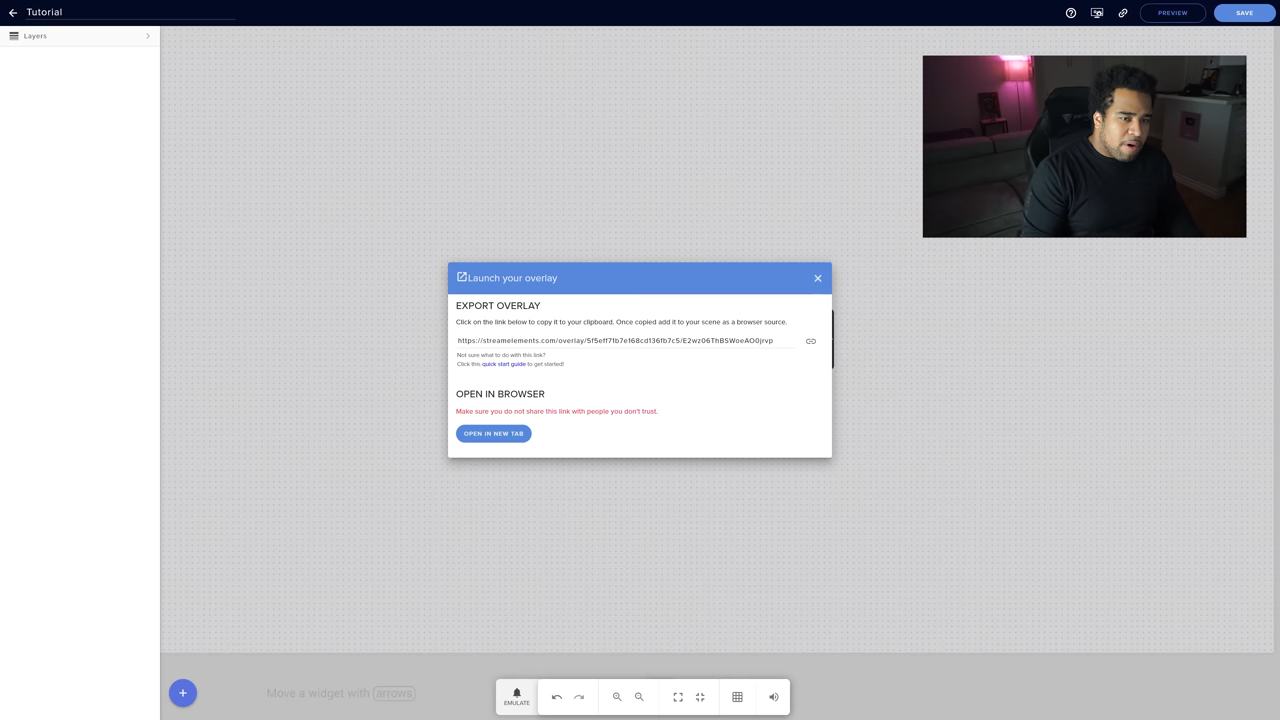 Tutorial
PREVIEW
SAVE
Layers
Launch your overlay
EXPORT OVERLAY
Click on the link below to copy it to your clipboard. Once copied add it to your scene as a browser source.
https://streamelements.com/overlay/5f5eff71b7e168cd136fb7c5/E2wz06ThBSWoeAO0jrvp
Not sure what to do with this link?
Click this quick start guide to get started!
OPEN IN BROWSER
Make sure you do not share this link with people you don't trust.
OPEN IN NEW TAB
Move a widget with arrows
EMULATE